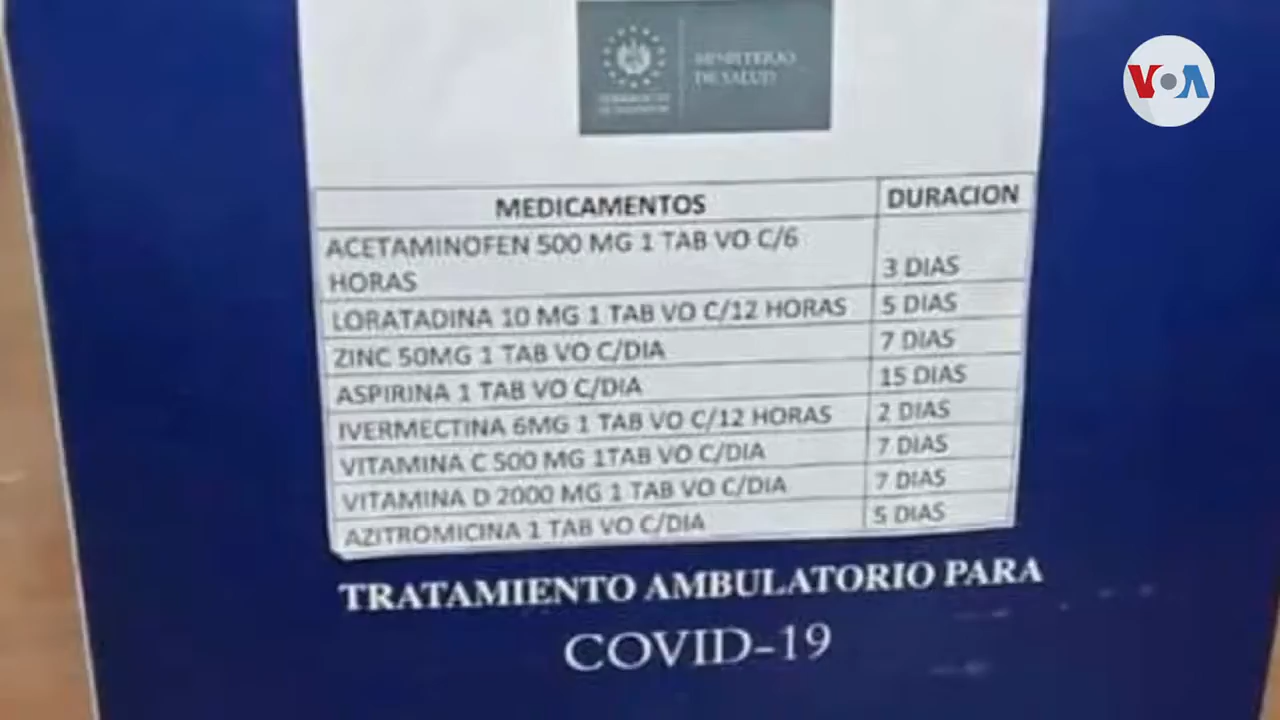 MINISTERIO
DE SALUD
VOA
MEDICAMENTOS DURACION
ACETAMINOFEN 500 MG 1 TAB VO C/6
HORAS 3 DIAS
LORATADINA 10 MG 1 TAB VO C/12 HORAS 5 DIAS
ZINC 50MG 1 TAB VO C/DIA 7 DIAS
ASPIRINA 1 TAB VO C/DIA 15 DIAS
IVERMECTINA 6MG 1 TAB VO C/12 HORAS 2 DIAS
VITAMINA C 500 MG 1TAB VO C/DIA 7 DIAS
VITAMINA D 2000 MG 1 TAB VO C/DIA 7 DIAS
AZITROMICINA 1 TAB VO C/DIA 5 DIAS
TRATAMIENTO AMBULATORIO PARA
COVID-19